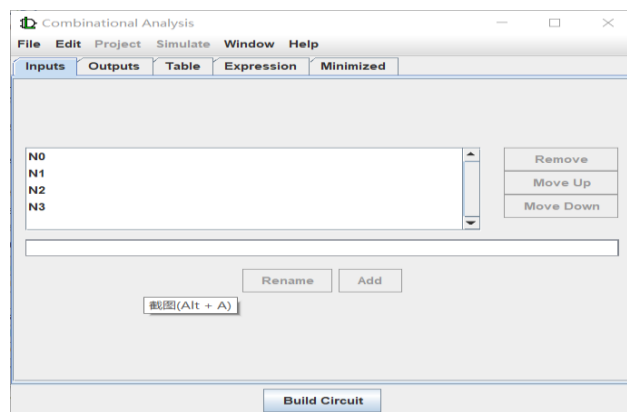 Combinational Analysis
File Edit Project Simulate Window Help
Inputs Outputs Table Expression Minimized
N0
N1
N2
N3
Remove
Move Up
Move Down
Rename Add
截图(Alt + A)
Build Circuit